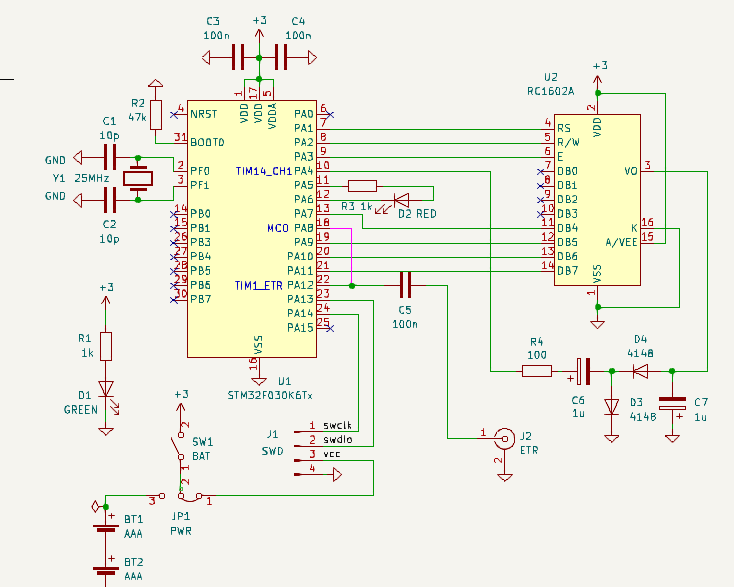 +3
C3
100n
C4
100n
U2
RC1602A
+3
R2
47k
C1
10p
GND
Y1 25MHz
GND
C2
10p
1
17
5
VDD
VDD
VDDA
4
NRST
31
BOOT0
2
PF0
3
PF1
14
PB0
15
PB1
26
PB3
27
PB4
28
PB5
29
PB6
30
PB7
TIM14_CH1
MCO
TIM1_ETR
PA0
6
PA1
7
PA2
8
PA3
9
PA4
10
PA5
11
PA6
12
PA7
13
PA8
18
PA9
19
PA10
20
PA11
21
PA12
22
PA13
23
PA14
24
PA15
25
VSS
16
U1
STM32F030K6Tx
R3 1k
D2 RED
2
VDD
4
RS
5
R/W
6
E
7
DB0
8
DB1
9
DB2
10
DB3
11
DB4
12
DB5
13
DB6
14
DB7
VO
3
K
16
A/VEE
15
VSS
1
C5
100n
R4
100
C6
1u
D4
4148
D3
4148
C7
1u
+3
R1
1k
D1
GREEN
+3
2
SW1
BAT
1
2
3
1
JP1
PWR
J1
SWD
1
swclk
2
swdio
3
vcc
4
1
J2
ETR
2
BT1
AAA
BT2
AAA